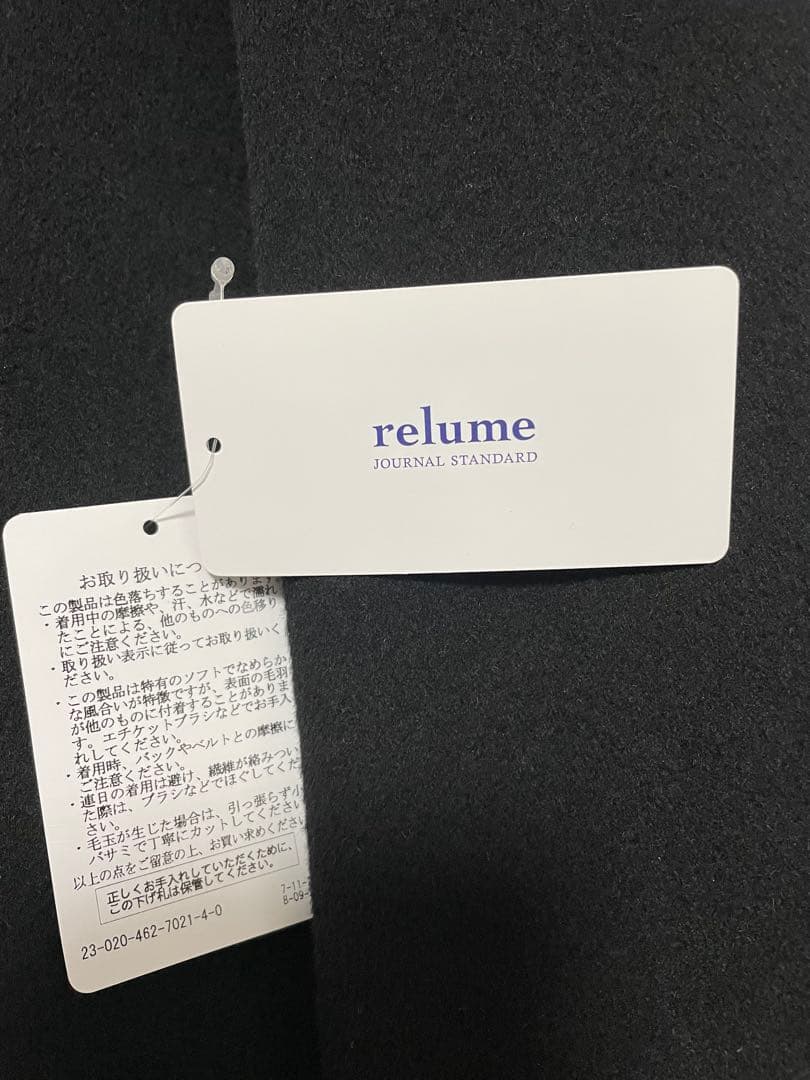 relume
JOURNAL STANDARD
お取り扱いにつ
この製品は色落ちすることがあります
・着用中の摩擦や、汗、水などで濡れ
たことによる、他のものへの色移り
にご注意ください。
・取り扱い表示に従ってお取り扱いく
ださい。
・この製品は特有のソフトでなめらか
な風合いが特徴ですが、表面の毛羽
が他のものに付着することがありま
す。エチケットブラシなどでお手入
れしてください。
・着用時、バックやベルトとの摩擦に
ご注意ください。
・連日の着用は避け、繊維が絡みつい
た際は、ブラシなどでほぐしてくだ
さい。
・毛玉が生じた場合は、引っ張らず小
バサミで丁寧にカットしてください
以上の点をご留意の上、お買い求めください
正しくお手入れしていただくために、
この下げ札は保管してください。
7-11-
8-09-
23-020-462-7021-4-0